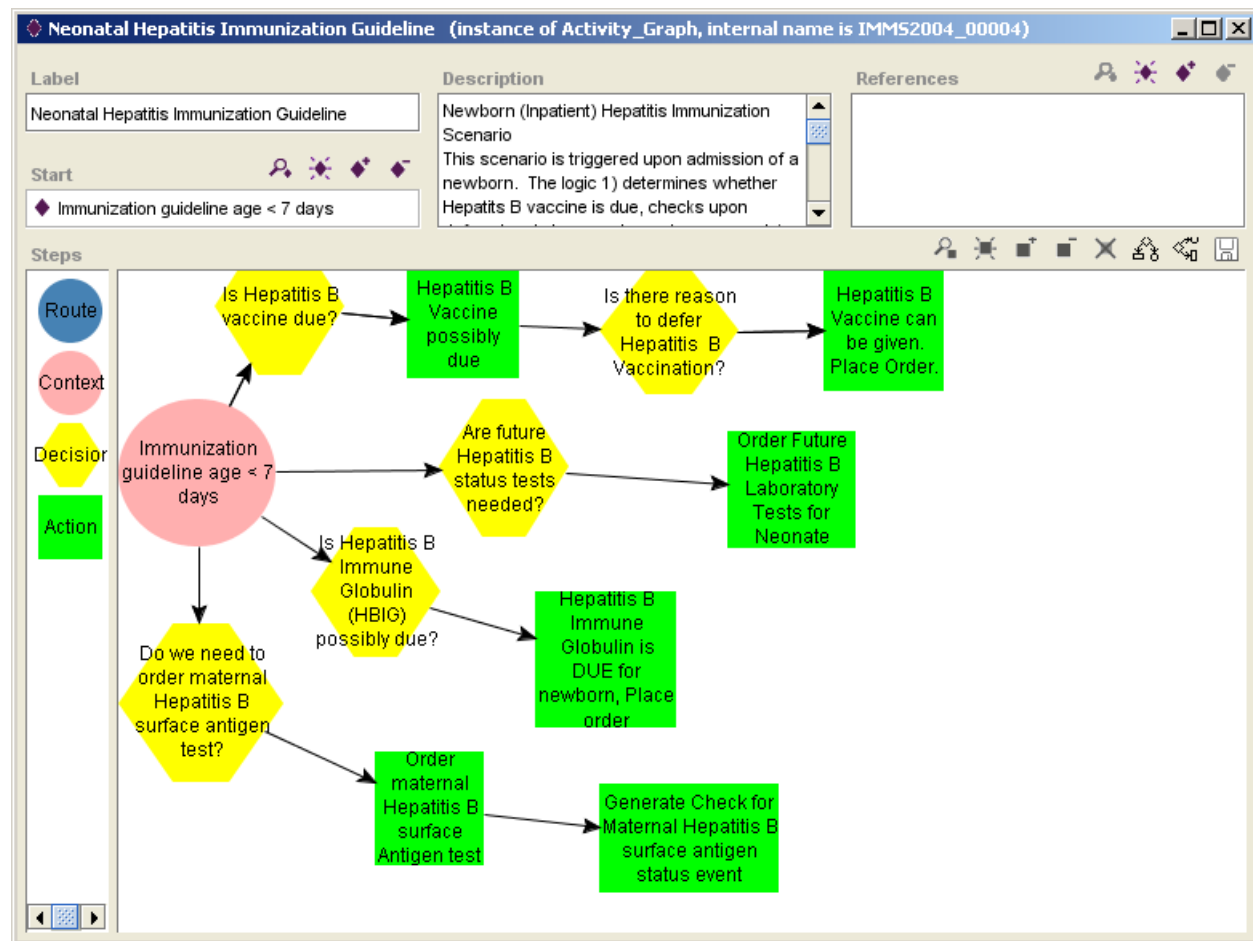 Neonatal Hepatitis Immunization Guideline (instance of Activity_Graph, internal name is IMMS2004_00004)
Label
Neonatal Hepatitis Immunization Guideline
Start
Immunization guideline age < 7 days
Description
Newborn (Inpatient) Hepatitis Immunization
Scenario
This scenario is triggered upon admission of a
newborn. The logic 1) determines whether
Hepatits B vaccine is due, checks upon
References
Steps
Route
Context
Decision
Action
Is Hepatitis B
vaccine due?
Hepatitis B
Vaccine
possibly
due
Is there reason
to defer
Hepatitis B
Vaccination?
Hepatitis B
Vaccine can
be given.
Place Order.
Immunization
guideline age < 7
days
Are future
Hepatitis B
status tests
needed?
Order Future
Hepatitis B
Laboratory
Tests for
Neonate
Is Hepatitis B
Immune
Globulin
(HBIG)
possibly due?
Hepatitis B
Immune
Globulin is
DUE for
newborn, Place
order
Do we need to
order maternal
Hepatitis B
surface antigen
test?
Order
maternal
Hepatitis B
surface
Antigen test
Generate Check for
Maternal Hepatitis B
surface antigen
status event